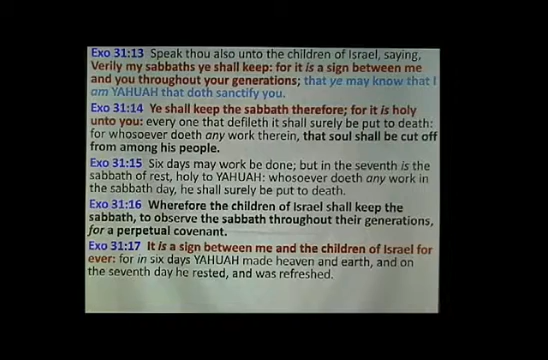 Exo 31:13 Speak thou also unto the children of Israel, saying,
Verily my sabbaths ye shall keep: for it is a sign between me
and you throughout your generations; that ye may know that I
am YAHUAH that doth sanctify you.
Exo 31:14 Ye shall keep the sabbath therefore; for it is holy
unto you: every one that defileth it shall surely be put to death:
for whosoever doeth any work therein, that soul shall be cut off
from among his people.
Exo 31:15 Six days may work be done; but in the seventh is the
sabbath of rest, holy to YAHUAH: whosoever doeth any work in
the sabbath day, he shall surely be put to death.
Exo 31:16 Wherefore the children of Israel shall keep the
sabbath, to observe the sabbath throughout their generations,
for a perpetual covenant.
Exo 31:17 It is a sign between me and the children of Israel for
ever: for in six days YAHUAH made heaven and earth, and on
the seventh day he rested, and was refreshed.